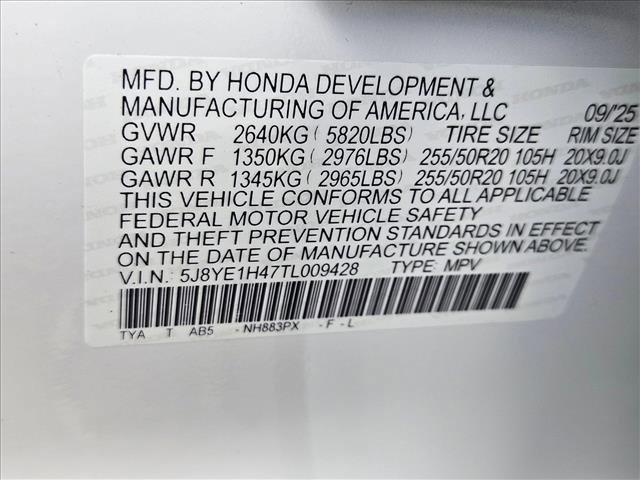 MFD. BY HONDA DEVELOPMENT &
MANUFACTURING OF AMERICA, LLC 09/'25
GVWR 2640KG ( 5820LBS) TIRE SIZE RIM SIZE
GAWR F 1350KG ( 2976LBS) 255/50R20 105H 20X9.0J
GAWR R 1345KG ( 2965LBS) 255/50R20 105H 20X9.0J
THIS VEHICLE CONFORMS TO ALL APPLICABLE
FEDERAL MOTOR VEHICLE SAFETY
AND THEFT PREVENTION STANDARDS IN EFFECT
ON THE DATE OF MANUFACTURE SHOWN ABOVE.
V.I.N.: 5J8YE1H47TL009428 TYPE: MPV
TYA T AB5 -NH883PX -F-L